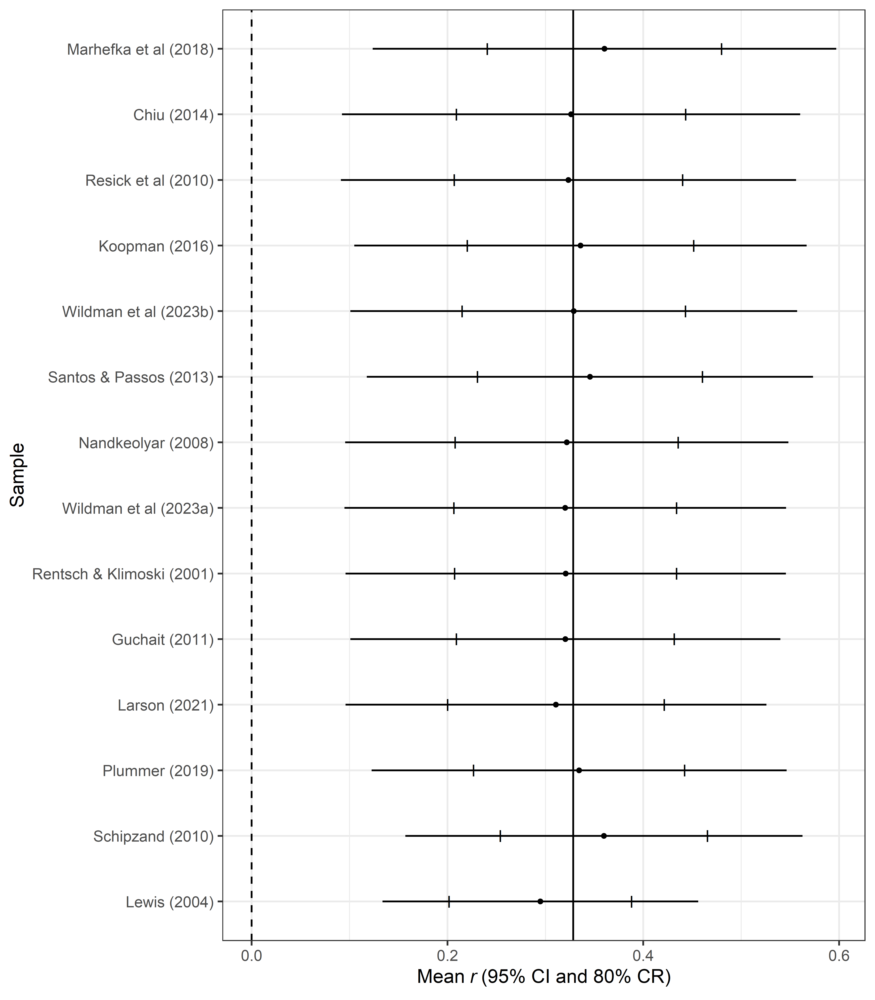 Sample
Marhefka et al (2018)
Chiu (2014)
Resick et al (2010)
Koopman (2016)
Wildman et al (2023b)
Santos & Passos (2013)
Nandkeolyar (2008)
Wildman et al (2023a)
Rentsch & Klimoski (2001)
Guchait (2011)
Larson (2021)
Plummer (2019)
Schipzand (2010)
Lewis (2004)
0.0 0.2 0.4 0.6
Mean r (95% CI and 80% CR)